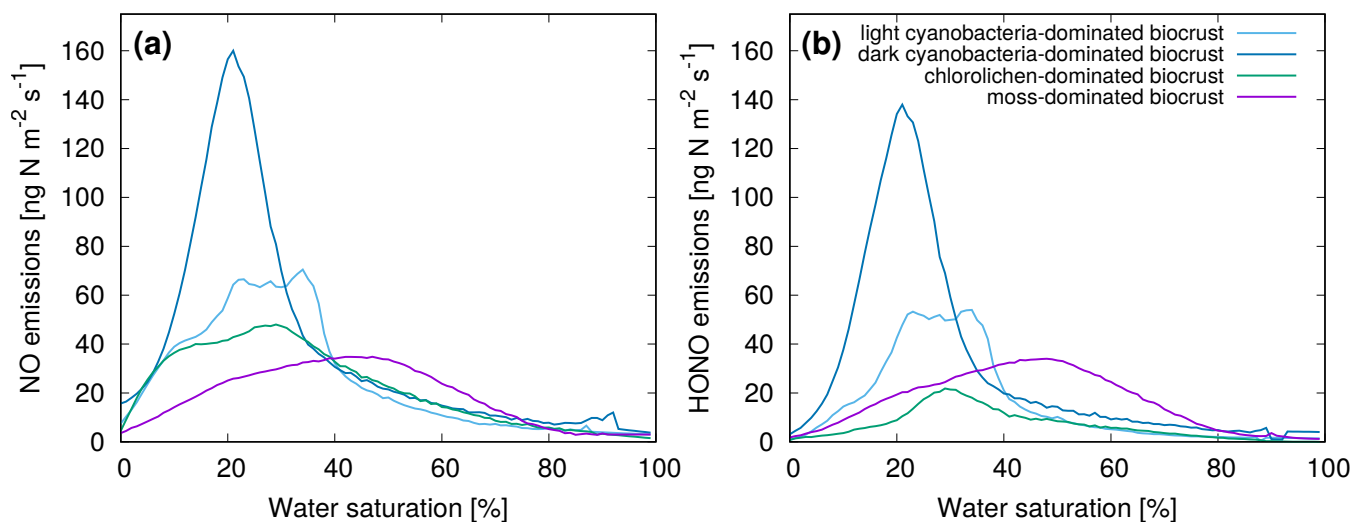 (a)
NO emissions [ng N m⁻² s⁻¹]
160
140
120
100
80
60
40
20
0
0 20 40 60 80 100
Water saturation [%]
(b)
light cyanobacteria-dominated biocrust
dark cyanobacteria-dominated biocrust
chlorolichen-dominated biocrust
moss-dominated biocrust
HONO emissions [ng N m⁻² s⁻¹]
160
140
120
100
80
60
40
20
0
0 20 40 60 80 100
Water saturation [%]